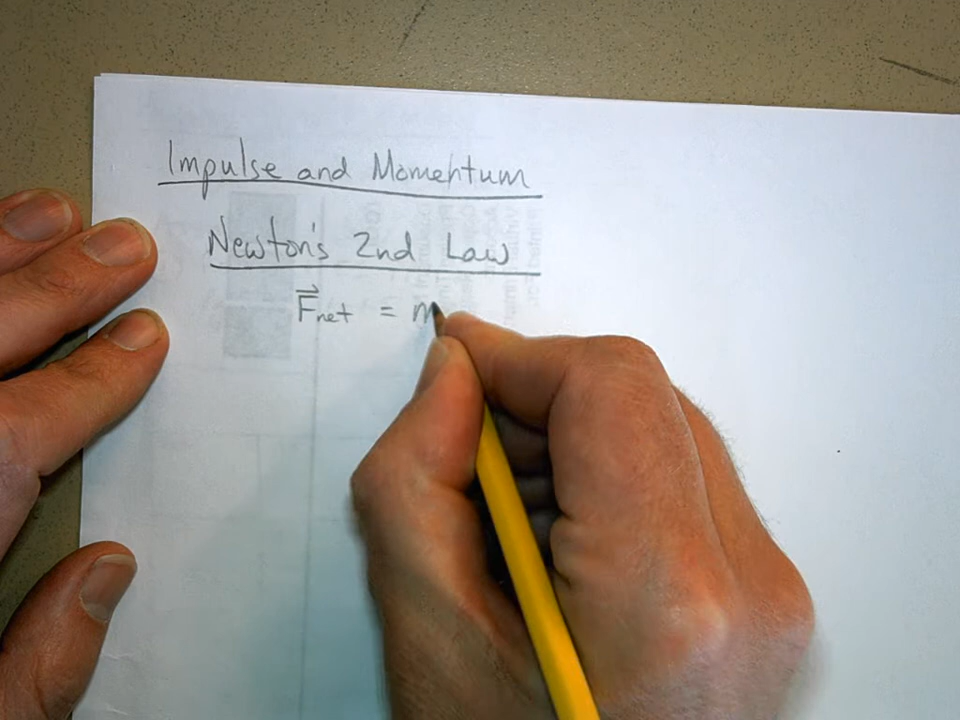 Impulse and Momentum
Newton's 2nd Law
F⃗net = m